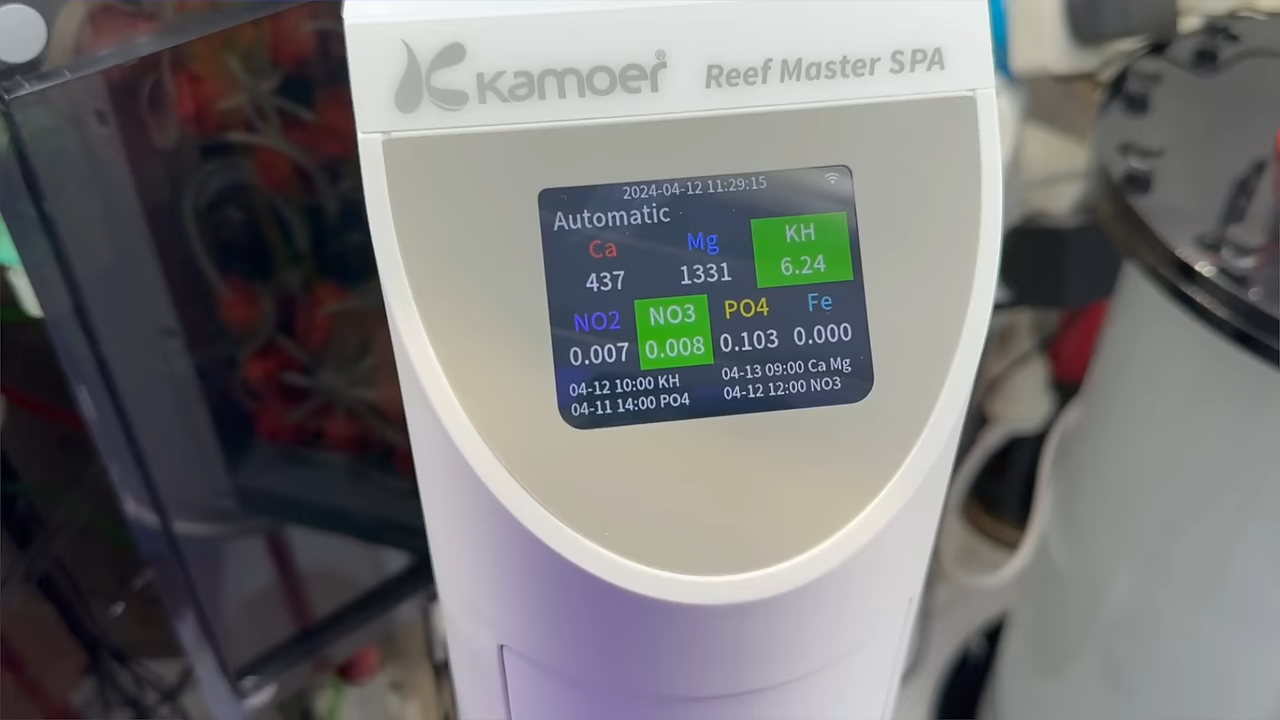 Kamoer® Reef Master SPA
2024-04-12 11:29:15
Automatic
Ca Mg KH
437 1331 6.24
NO2 NO3 PO4 Fe
0.007 0.008 0.103 0.000
04-12 10:00 KH 04-13 09:00 Ca Mg
04-11 14:00 PO4 04-12 12:00 NO3